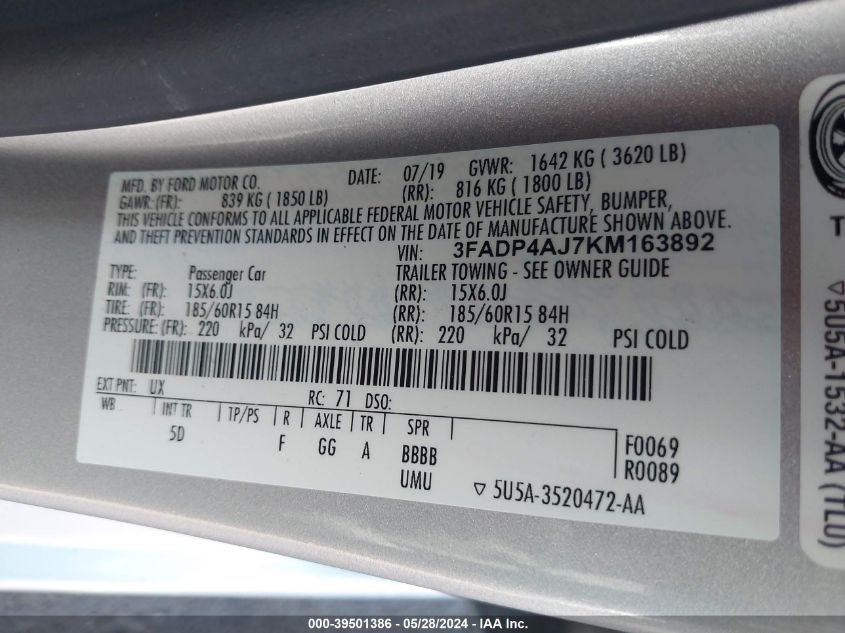 MFD. BY FORD MOTOR CO. DATE: 07/19 GVWR: 1642 KG ( 3620 LB)
GAWR: (FR): 839 KG ( 1850 LB) (RR): 816 KG ( 1800 LB)
THIS VEHICLE CONFORMS TO ALL APPLICABLE FEDERAL MOTOR VEHICLE SAFETY, BUMPER,
AND THEFT PREVENTION STANDARDS IN EFFECT ON THE DATE OF MANUFACTURE SHOWN ABOVE.
VIN: 3FADP4AJ7KM163892
TYPE: Passenger Car TRAILER TOWING - SEE OWNER GUIDE
RIM: (FR): 15X6.0J (RR): 15X6.0J
TIRE: (FR): 185/60R15 84H (RR): 185/60R15 84H
PRESSURE: (FR): 220 kPa/ 32 PSI COLD (RR): 220 kPa/ 32 PSI COLD
EXT PNT: UX RC: 71 DSO:
WB INT TR TP/PS R AXLE TR SPR
5D F GG A BBBB F0069
UMU R0089
▽ 5U5A-3520472-AA
T
▽5U5A-1532-AA (TLU)
000-39501386 / 05/28/2024 - IAA Inc.